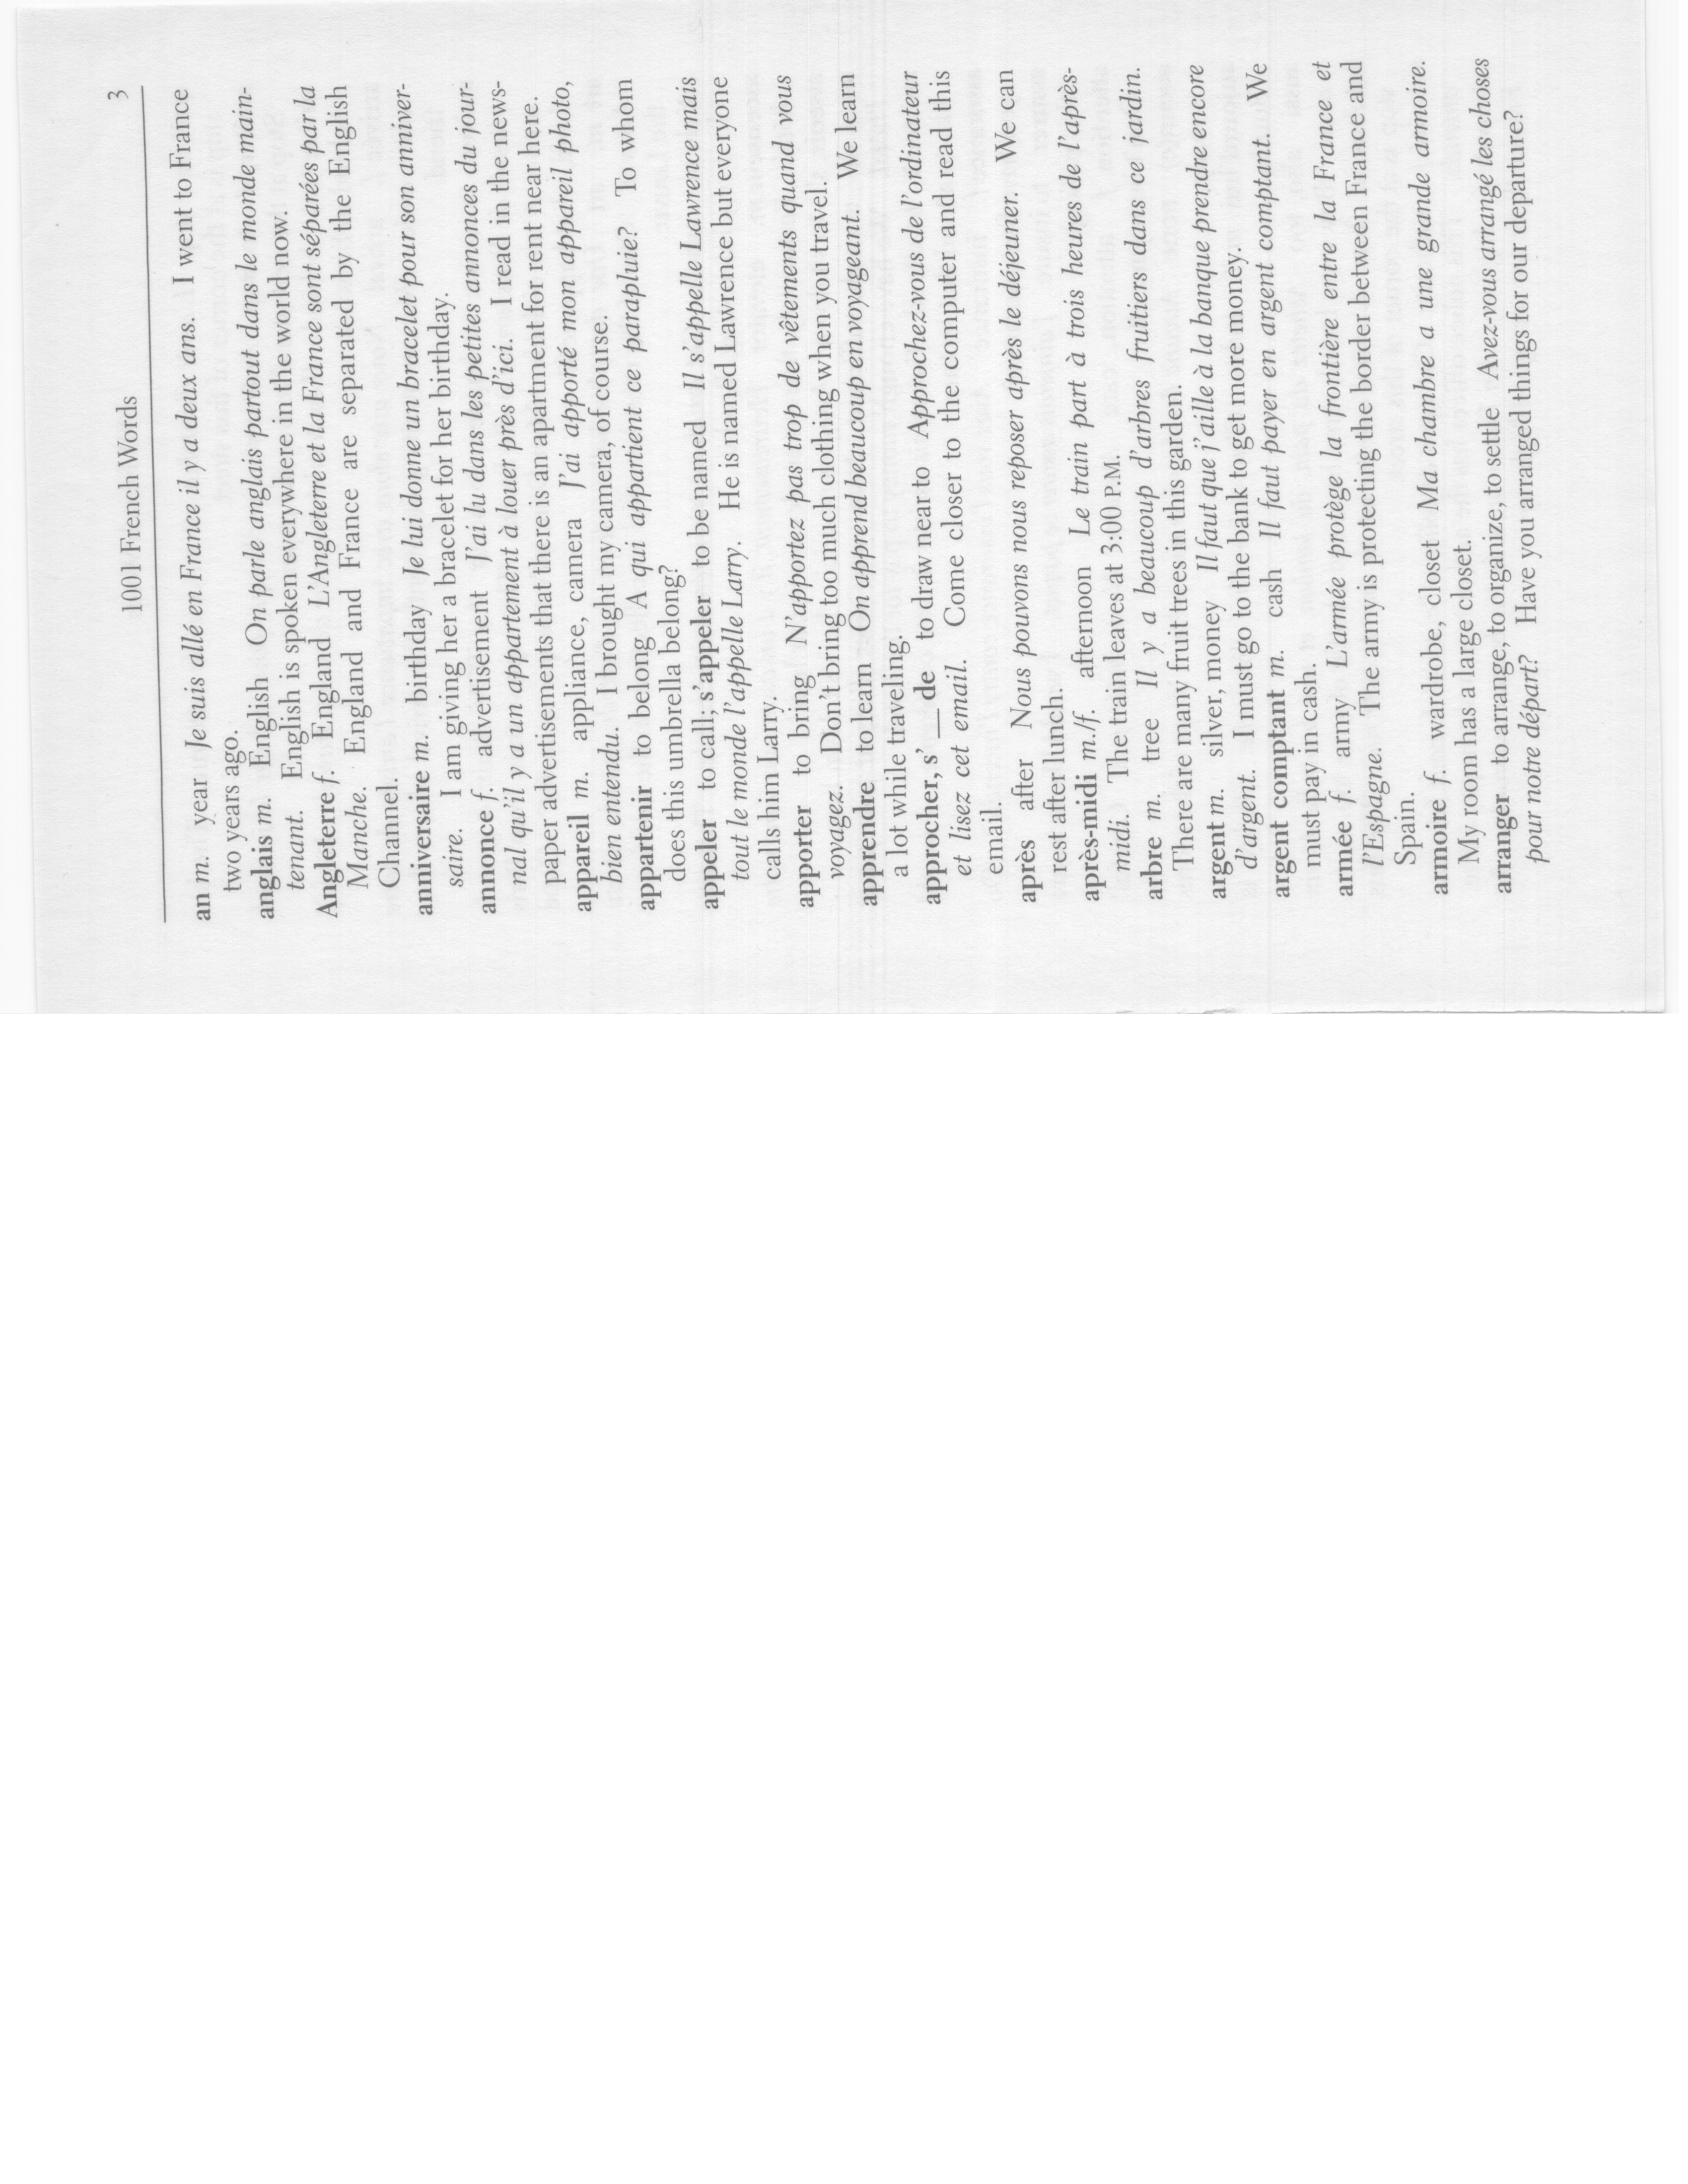 1001 French Words 3
an m. year Je suis allé en France il y a deux ans. I went to France
two years ago.
anglais m. English On parle anglais partout dans le monde main-
tenant. English is spoken everywhere in the world now.
Angleterre f. England L'Angleterre et la France sont séparées par la
Manche. England and France are separated by the English
Channel.
anniversaire m. birthday Je lui donne un bracelet pour son anniver-
saire. I am giving her a bracelet for her birthday.
annonce f. advertisement J'ai lu dans les petites annonces du jour-
nal qu'il y a un appartement à louer près d'ici. I read in the news-
paper advertisements that there is an apartment for rent near here.
appareil m. appliance, camera J'ai apporté mon appareil photo,
bien entendu. I brought my camera, of course.
appartenir to belong A qui appartient ce parapluie? To whom
does this umbrella belong?
appeler to call; s'appeler to be named Il s'appelle Lawrence mais
tout le monde l'appelle Larry. He is named Lawrence but everyone
calls him Larry.
apporter to bring N'apportez pas trop de vêtements quand vous
voyagez. Don't bring too much clothing when you travel.
apprendre to learn On apprend beaucoup en voyageant. We learn
a lot while traveling.
approcher, s' __ de to draw near to Approchez-vous de l'ordinateur
et lisez cet email. Come closer to the computer and read this
email.
après after Nous pouvons nous reposer après le déjeuner. We can
rest after lunch.
après-midi m./f. afternoon Le train part à trois heures de l'après-
midi. The train leaves at 3:00 P.M.
arbre m. tree Il y a beaucoup d'arbres fruitiers dans ce jardin.
There are many fruit trees in this garden.
argent m. silver, money Il faut que j'aille à la banque prendre encore
d'argent. I must go to the bank to get more money.
argent comptant m. cash Il faut payer en argent comptant. We
must pay in cash.
armée f. army L'armée protège la frontière entre la France et
l'Espagne. The army is protecting the border between France and
Spain.
armoire f. wardrobe, closet Ma chambre a une grande armoire.
My room has a large closet.
arranger to arrange, to organize, to settle Avez-vous arrangé les choses
pour notre départ? Have you arranged things for our departure?